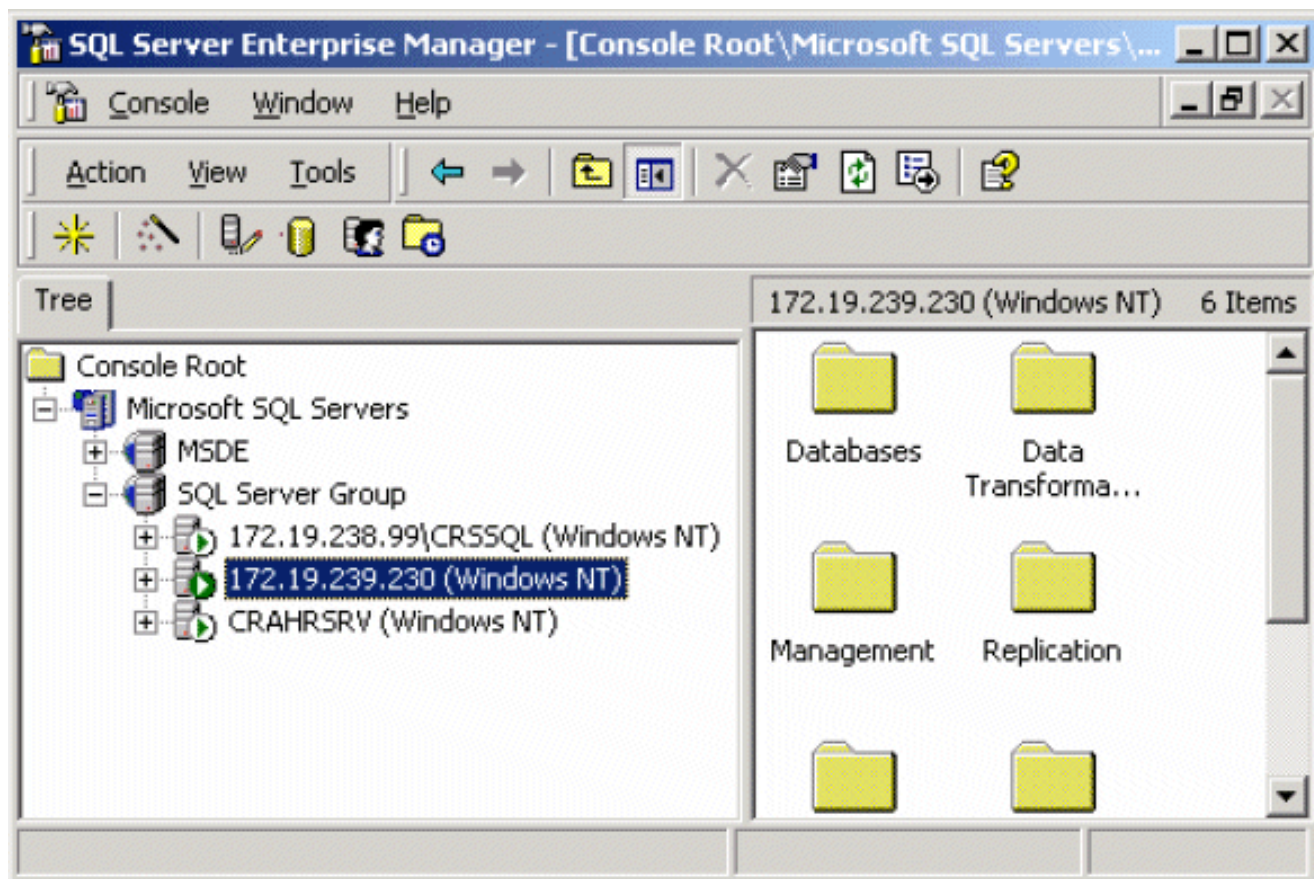 SQL Server Enterprise Manager - [Console Root\Microsoft SQL Servers\...
Console Window Help
Action View Tools
Tree
172.19.239.230 (Windows NT) 6 Items
Console Root
Microsoft SQL Servers
MSDE
SQL Server Group
172.19.238.99\CRSSQL (Windows NT)
172.19.239.230 (Windows NT)
CRAHRSRV (Windows NT)
Databases
Data Transforma...
Management
Replication